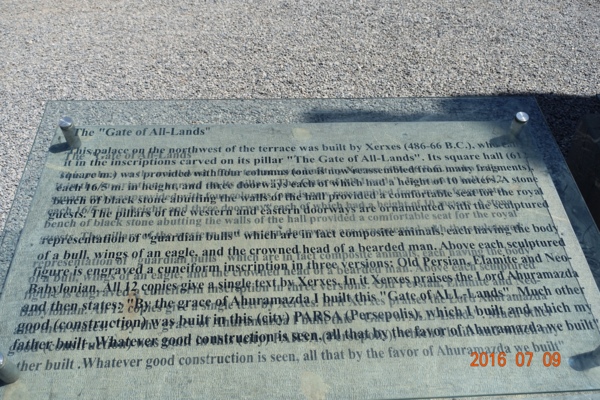 The "Gate of All-Lands"
This palace on the northwest of the terrace was built by Xerxes (486-66 B.C.), who
it in the inscriptions carved on its pillar "The Gate of All-Lands". Its square hall (61
square m.) was provided with four columns (one is now reassembled from many fragments,
each 16/5 m. in height, and three doorways each of which had a height of 10 meter. A stone
bench of black stone abutting the walls of the hall provided a comfortable seat for the royal
guests. The pillars of the western and eastern doorways are ornamented with the sculptured
representation of "guardian bulls" which are in fact composite animals, each having the body
of a bull, wings of an eagle, and the crowned head of a bearded man. Above each sculptured
figure is engraved a cuneiform inscription in three versions: Old Persian, Elamite and Neo-
Babylonian. All 12 copies give a single text by Xerxes. In it Xerxes praises the Lord Ahuramazda
and then states: "By the grace of Ahuramazda I built this "Gate of ALL-Lands". Much other
good (construction) was built in this (city) PARSA (Persepolis), which I built and which my
father built .Whatever good construction is seen, all that by the favor of Ahuramazda we built"
2016 07 09